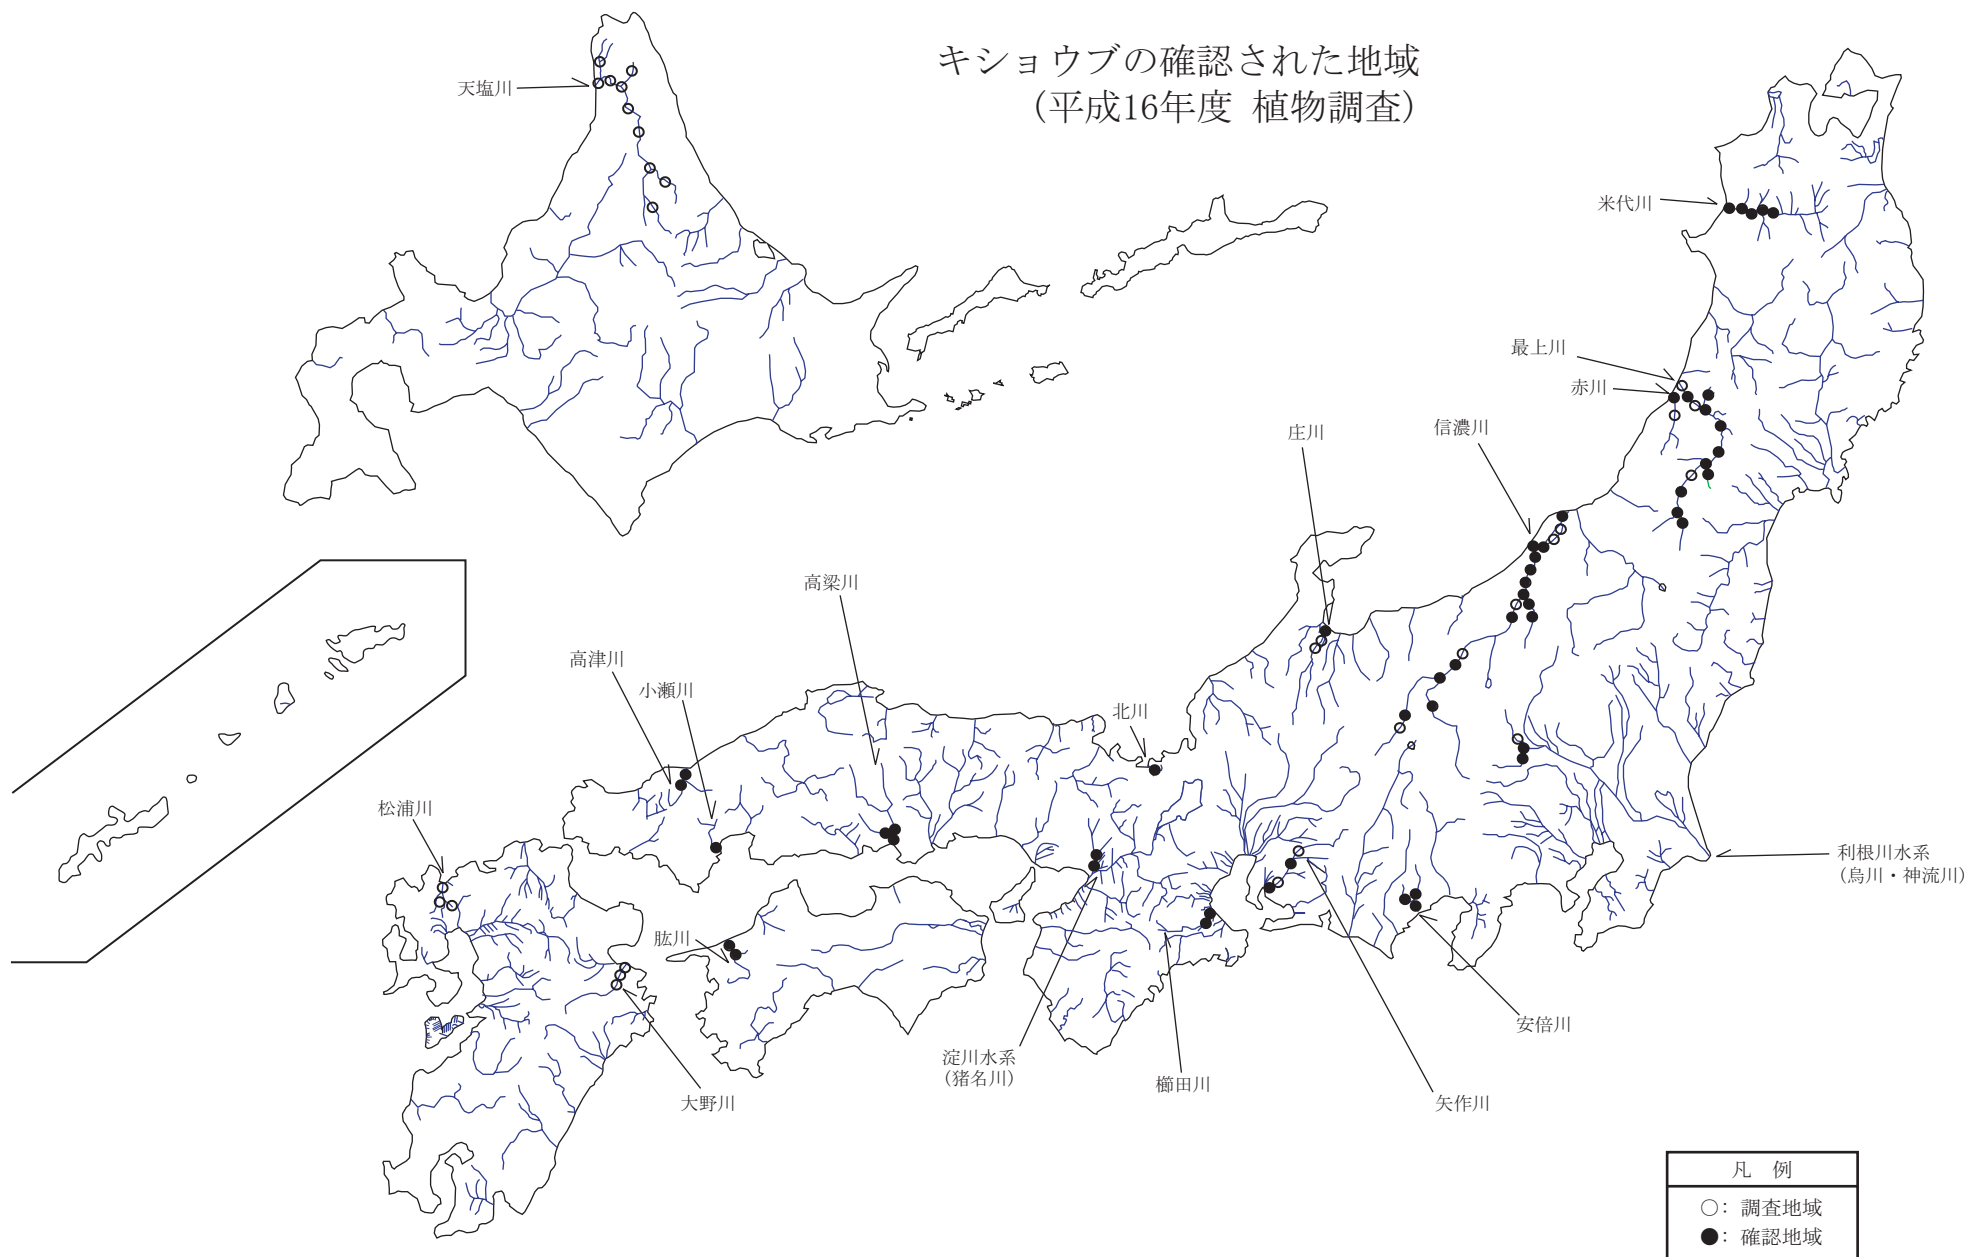 キショウブの確認された地域
(平成16年度 植物調査)
天塩川
米代川
最上川
赤川
信濃川
庄川
高梁川
高津川
小瀬川
北川
松浦川
利根川水系
(烏川・神流川)
肱川
安倍川
淀川水系
(猪名川)
櫛田川
矢作川
大野川
凡 例
○: 調査地域
●: 確認地域